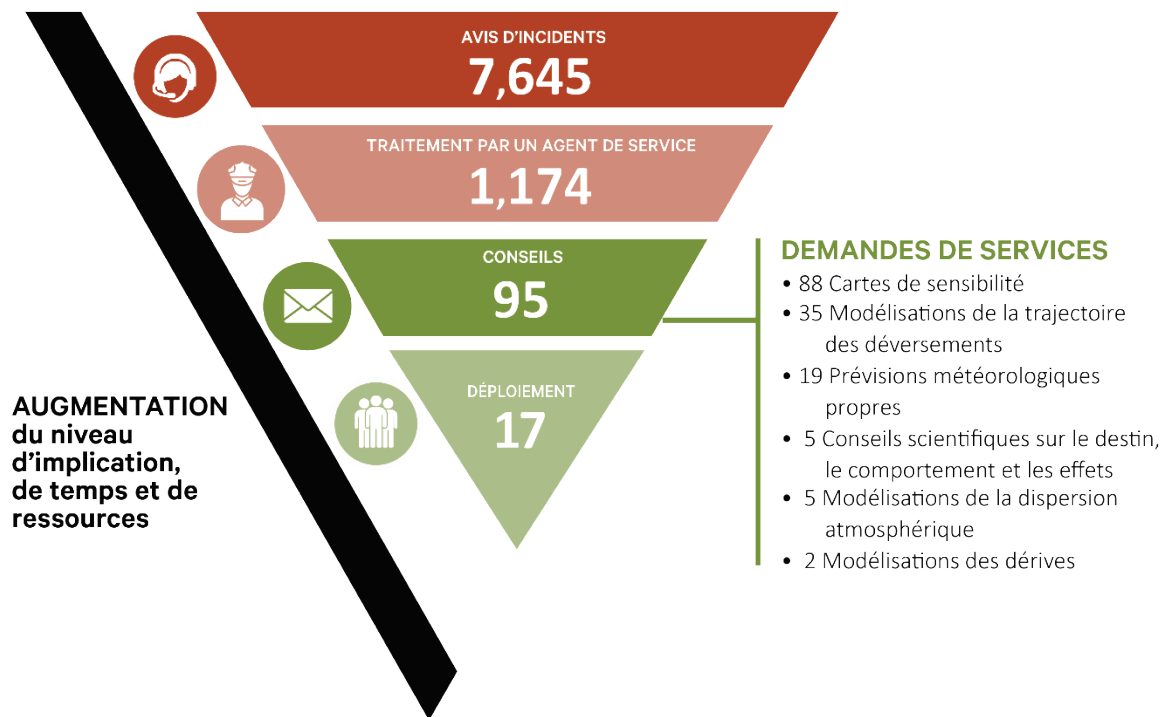 AVIS D'INCIDENTS
7,645
TRAITEMENT PAR UN AGENT DE SERVICE
1,174
CONSEILS
95
DÉPLOIEMENT
17
AUGMENTATION
du niveau
d'implication,
de temps et de
ressources
DEMANDES DE SERVICES
• 88 Cartes de sensibilité
• 35 Modélisations de la trajectoire
des déversements
• 19 Prévisions météorologiques
propres
• 5 Conseils scientifiques sur le destin,
le comportement et les effets
• 5 Modélisations de la dispersion
atmosphérique
• 2 Modélisations des dérives